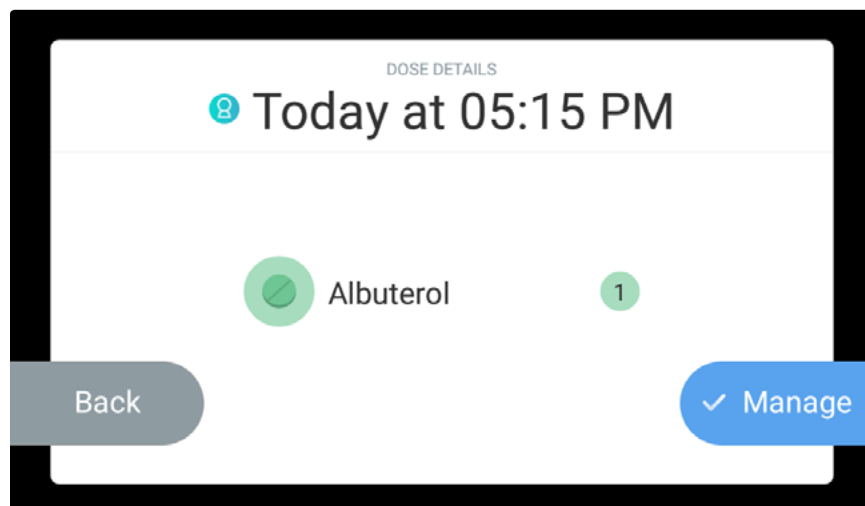 DOSE DETAILS
Today at 05:15 PM
Albuterol 1
Back
Manage